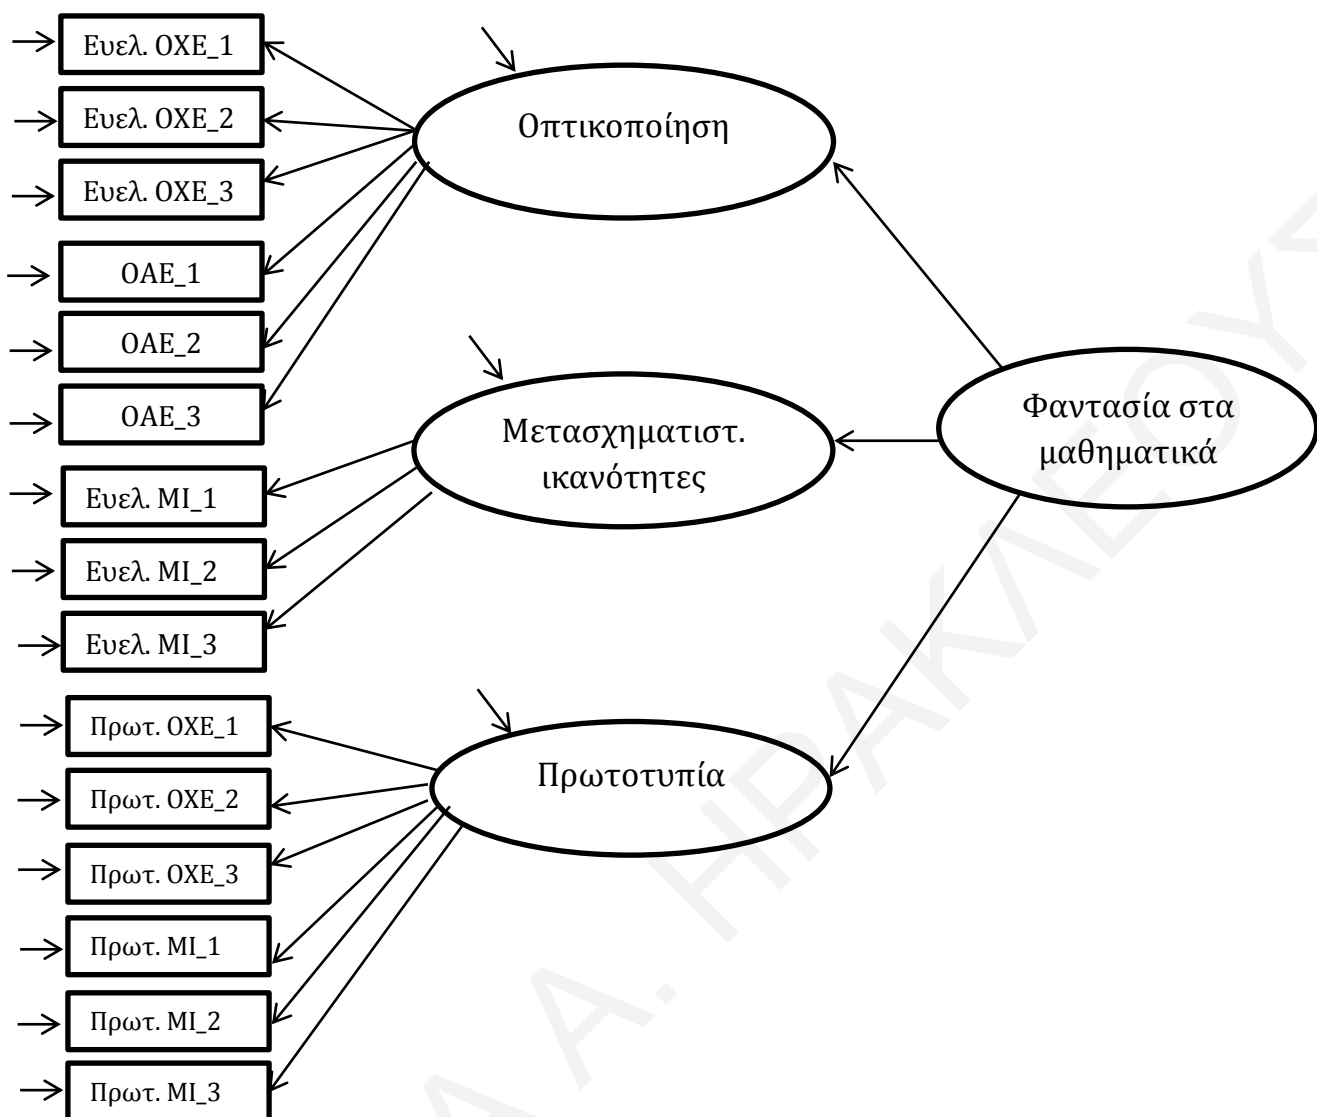 Ευελ. ΟΧΕ_1
Ευελ. ΟΧΕ_2
Ευελ. ΟΧΕ_3
ΟΑΕ_1
ΟΑΕ_2
ΟΑΕ_3
Ευελ. ΜΙ_1
Ευελ. ΜΙ_2
Ευελ. ΜΙ_3
Πρωτ. ΟΧΕ_1
Πρωτ. ΟΧΕ_2
Πρωτ. ΟΧΕ_3
Πρωτ. ΜΙ_1
Πρωτ. ΜΙ_2
Πρωτ. ΜΙ_3
Οπτικοποίηση
Μετασχηματιστ.
ικανότητες
Πρωτοτυπία
Φαντασία στα
μαθηματικά
Α Α. ΗΡΑΚΛΕΟΥΣ